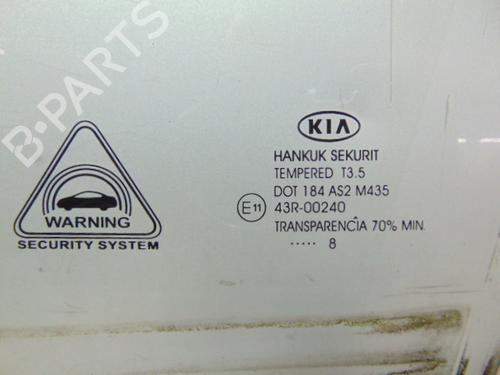 B-PARTS
KIA
HANKUK SEKURIT
TEMPERED T3.5
DOT 184 AS2 M435
E11 43R-00240
TRANSPARENCÎA 70% MIN.
..... 8
WARNING
SECURITY SYSTEM